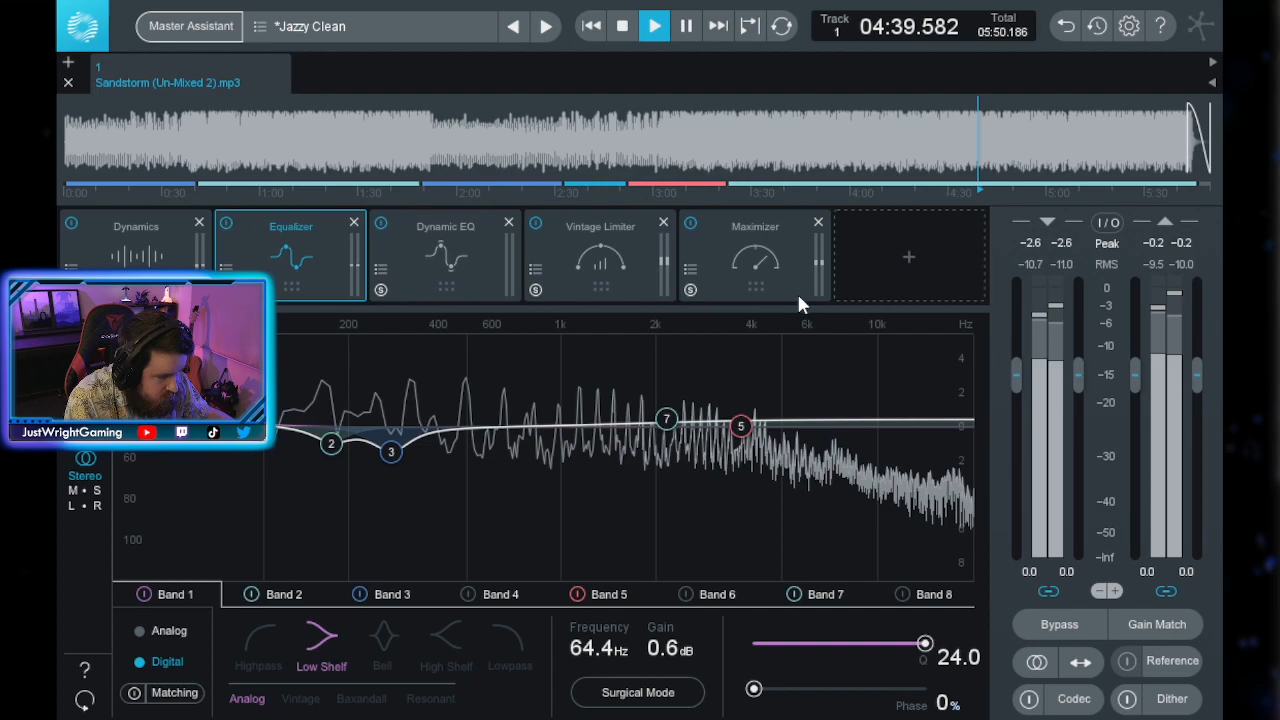 Master Assistant
*Jazzy Clean
Track
1
04:39.582
Total
05:50.186
?
1
Sandstorm (Un-Mixed 2).mp3
0:00
0:30
1:00
1:30
2:00
2:30
3:00
3:30
4:00
4:30
5:00
5:30
Dynamics
Equalizer
Dynamic EQ
Vintage Limiter
Maximizer
S
S
S
I / O
-2.6 -2.6 Peak -0.2 -0.2
-10.7 -11.0 RMS -9.5 -10.0
0
-3
-6
-10
-15
-20
-30
-40
-50
-Inf
0.0 0.0 0.0 0.0
200 400 600 1k 2k 4k 6k 10k Hz
4
2
0
2
8
60
80
100
2
3
7
5
JustWrightGaming
Stereo
M • S
L • R
Band 1
Band 2
Band 3
Band 4
Band 5
Band 6
Band 7
Band 8
Analog
Digital
Matching
Highpass
Low Shelf
Bell
High Shelf
Lowpass
Analog
Vintage
Baxandall
Resonant
Frequency
64.4Hz
Gain
0.6dB
Surgical Mode
Q
24.0
Phase 0%
?
Bypass
Gain Match
Reference
Codec
Dither